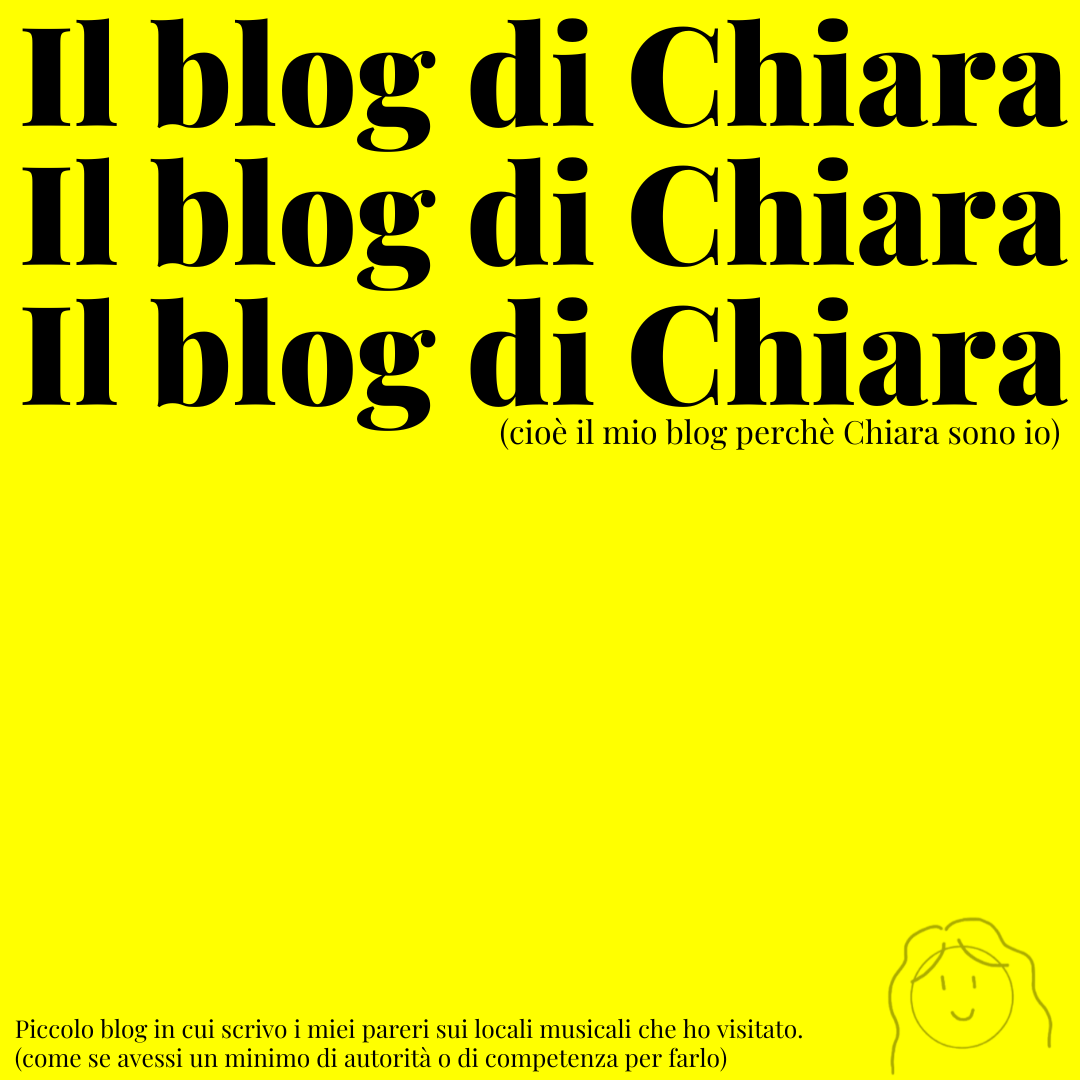 Il blog di Chiara
Il blog di Chiara
Il blog di Chiara
(cioè il mio blog perchè Chiara sono io)
Piccolo blog in cui scrivo i miei pareri sui locali musicali che ho visitato.
(come se avessi un minimo di autorità o di competenza per farlo)